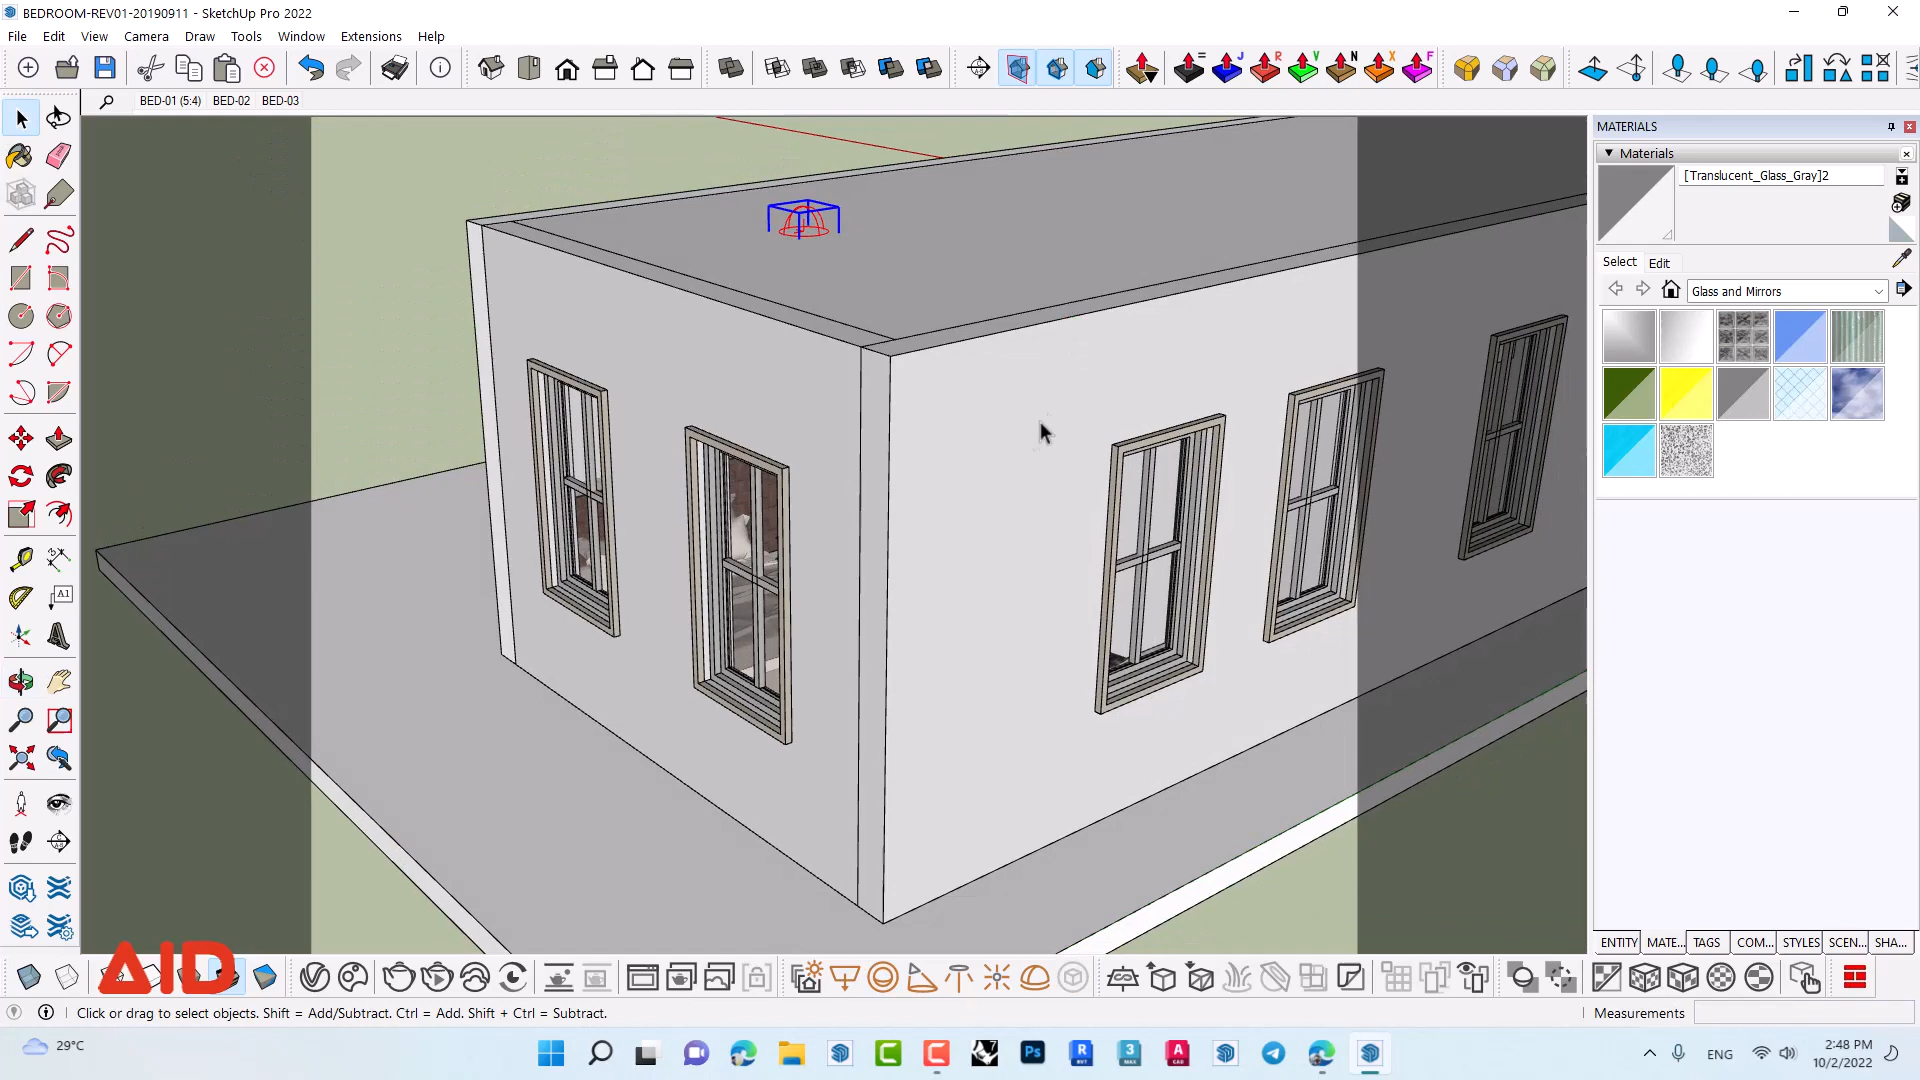 BEDROOM-REV01-20190911 - SketchUp Pro 2022
File Edit View Camera Draw Tools Window Extensions Help
= J R V N X F
BED-01 (5:4) BED-02 BED-03
MATERIALS
Materials
[Translucent_Glass_Gray]2
Select Edit
Glass and Mirrors
A1
ENTITY MATE... TAGS COM... STYLES SCEN... SHA...
AID
Click or drag to select objects. Shift = Add/Subtract. Ctrl = Add. Shift + Ctrl = Subtract.
Measurements
29°C
Ps
R
3
A
ENG
2:48 PM
10/2/2022